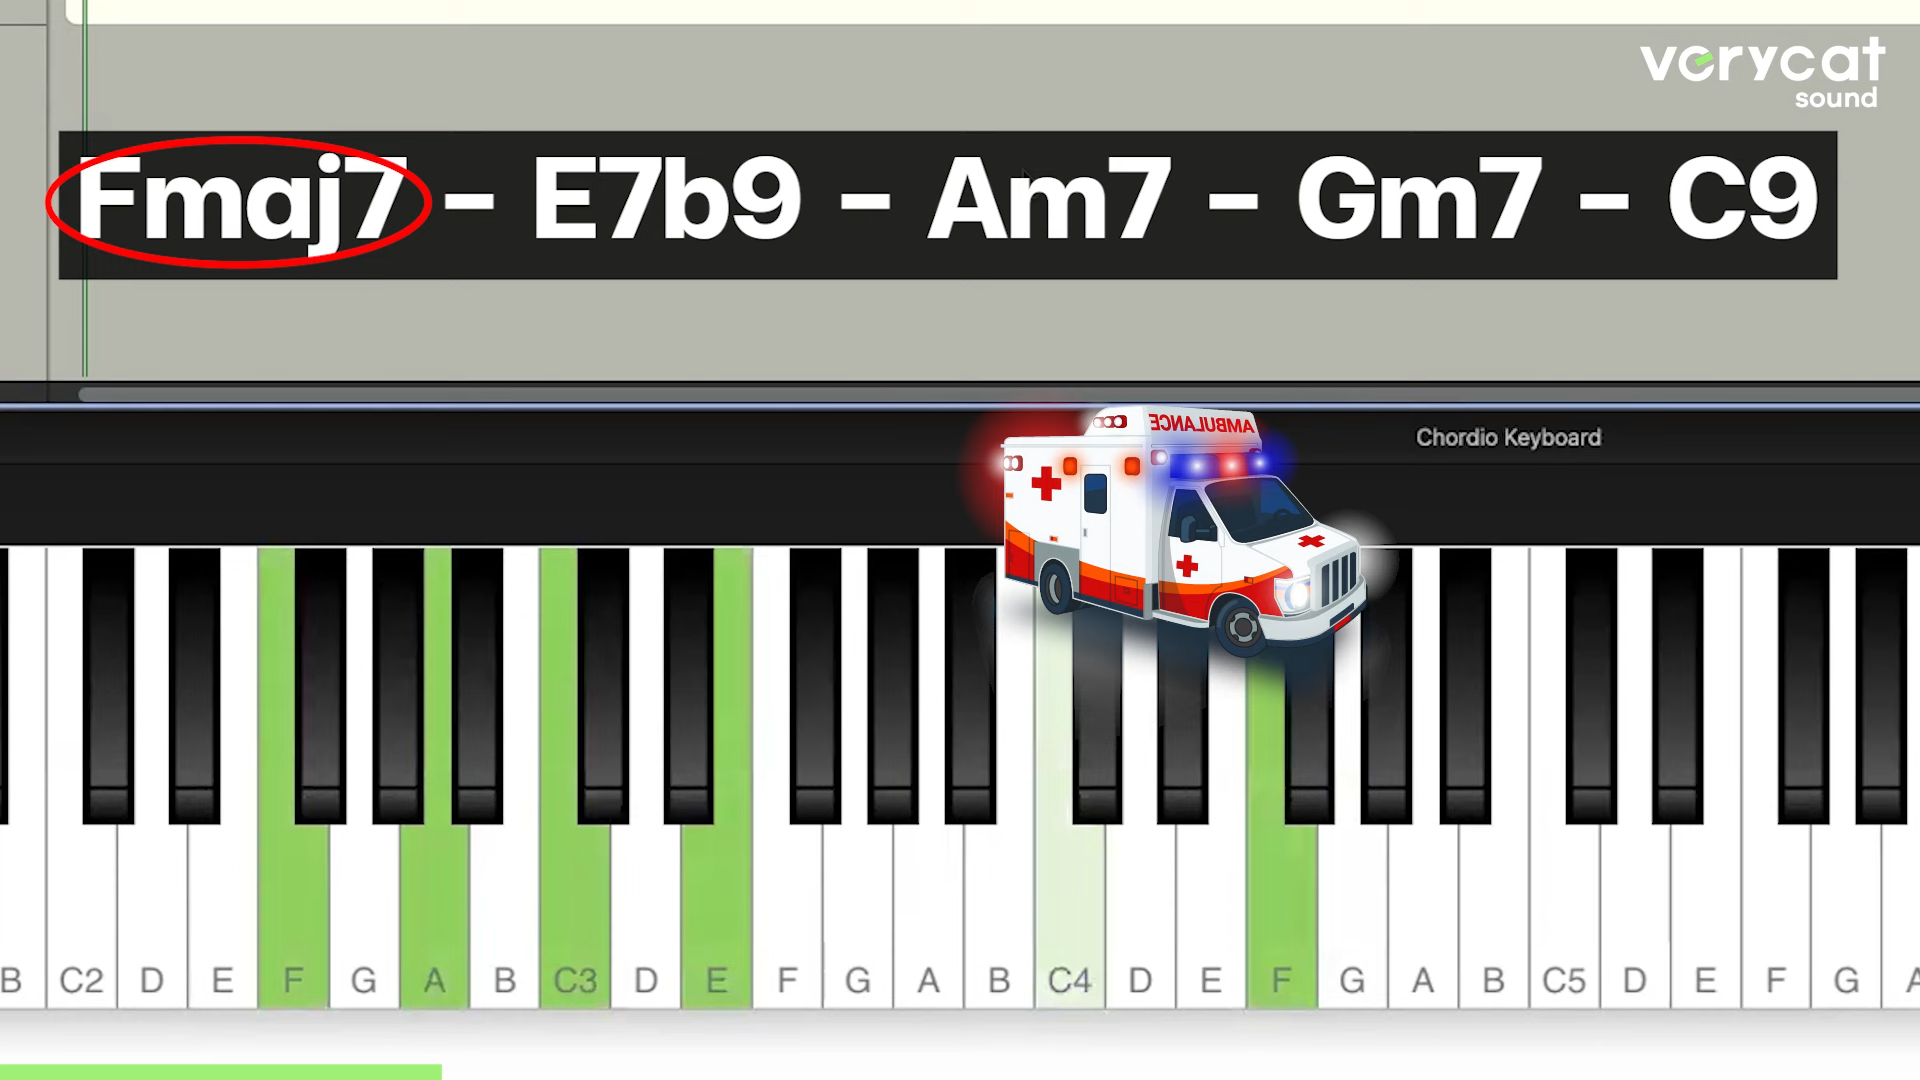 verycat
sound
Fmaj7 - E7b9 - Am7 - Gm7 - C9
AMBULANCE
Chordio Keyboard
B C2 D E F G A B C3 D E F G A B C4 D E F G A B C5 D E F G A